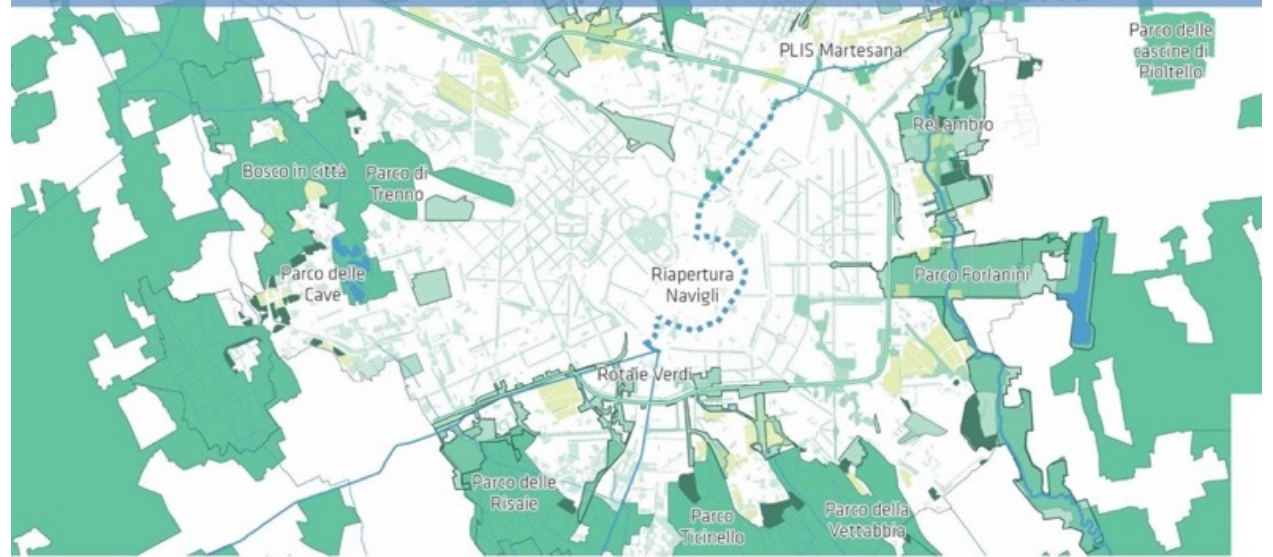 PLIS Martesana
Parco delle
cascine di
Pioltello
ReLambro
Bosco in città
Parco di
Trenno
Parco delle
Cave
Riapertura
Navigli
Parco Forlanini
Rotaie Verdi
Parco delle
Risaie
Parco
Ticinello
Parco della
Vettabbia